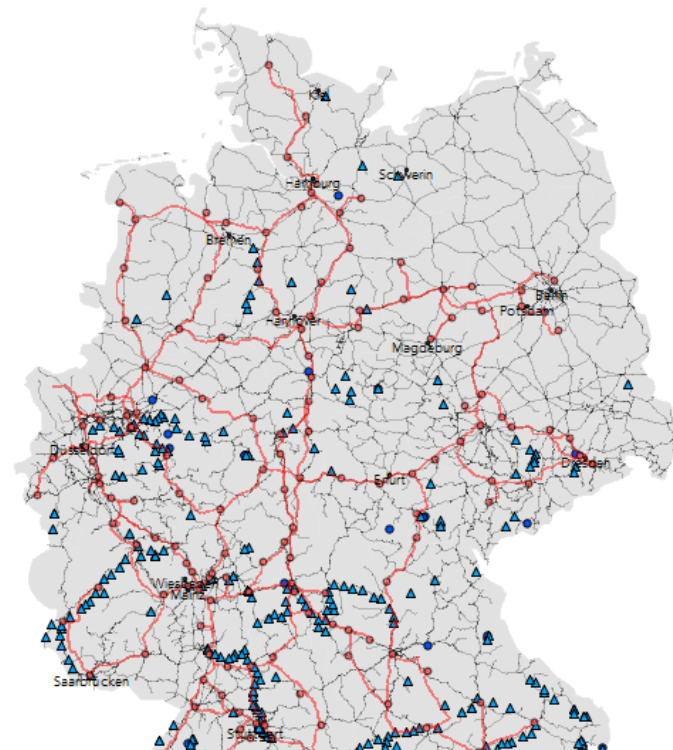 Kiel
Schwerin
Hamburg
Bremen
Berlin
Potsdam
Hannover
Magdeburg
Düsseldorf
Dresden
Erfurt
Wiesbaden
Mainz
Saarbrücken
Stuttgart